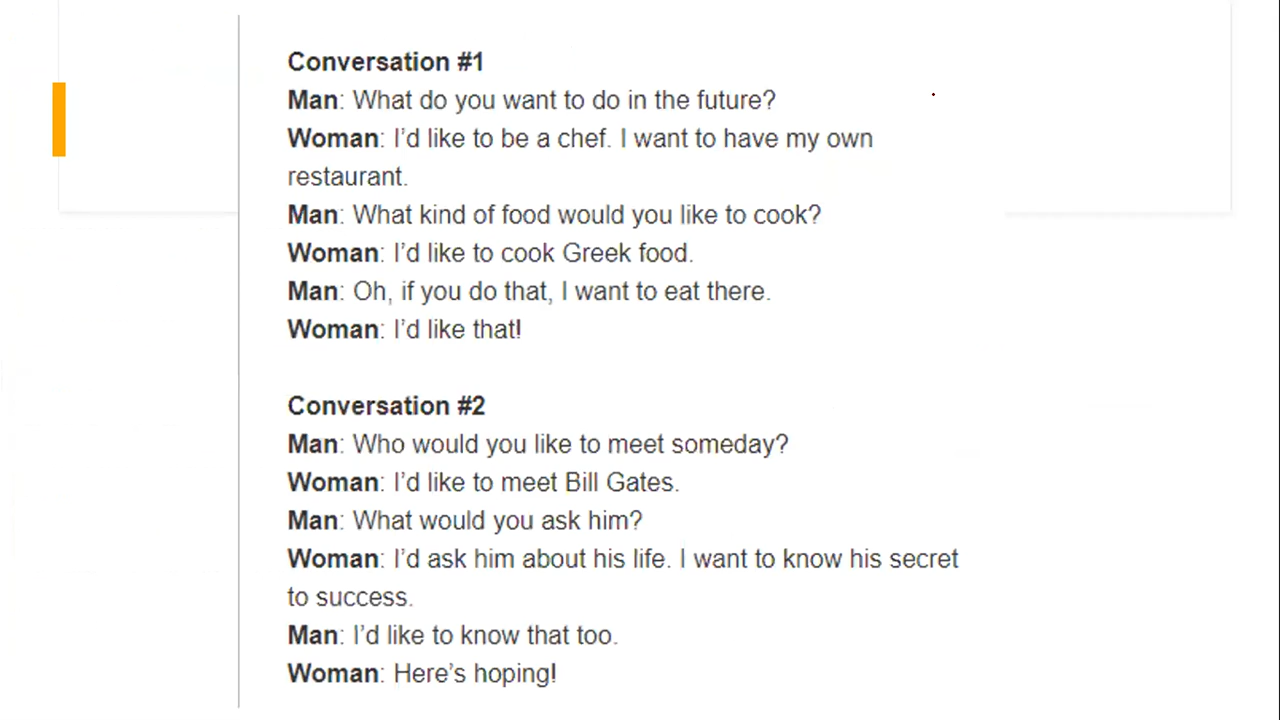 Conversation #1
Man: What do you want to do in the future?
Woman: I’d like to be a chef. I want to have my own
restaurant.
Man: What kind of food would you like to cook?
Woman: I’d like to cook Greek food.
Man: Oh, if you do that, I want to eat there.
Woman: I’d like that!
Conversation #2
Man: Who would you like to meet someday?
Woman: I’d like to meet Bill Gates.
Man: What would you ask him?
Woman: I’d ask him about his life. I want to know his secret
to success.
Man: I’d like to know that too.
Woman: Here’s hoping!